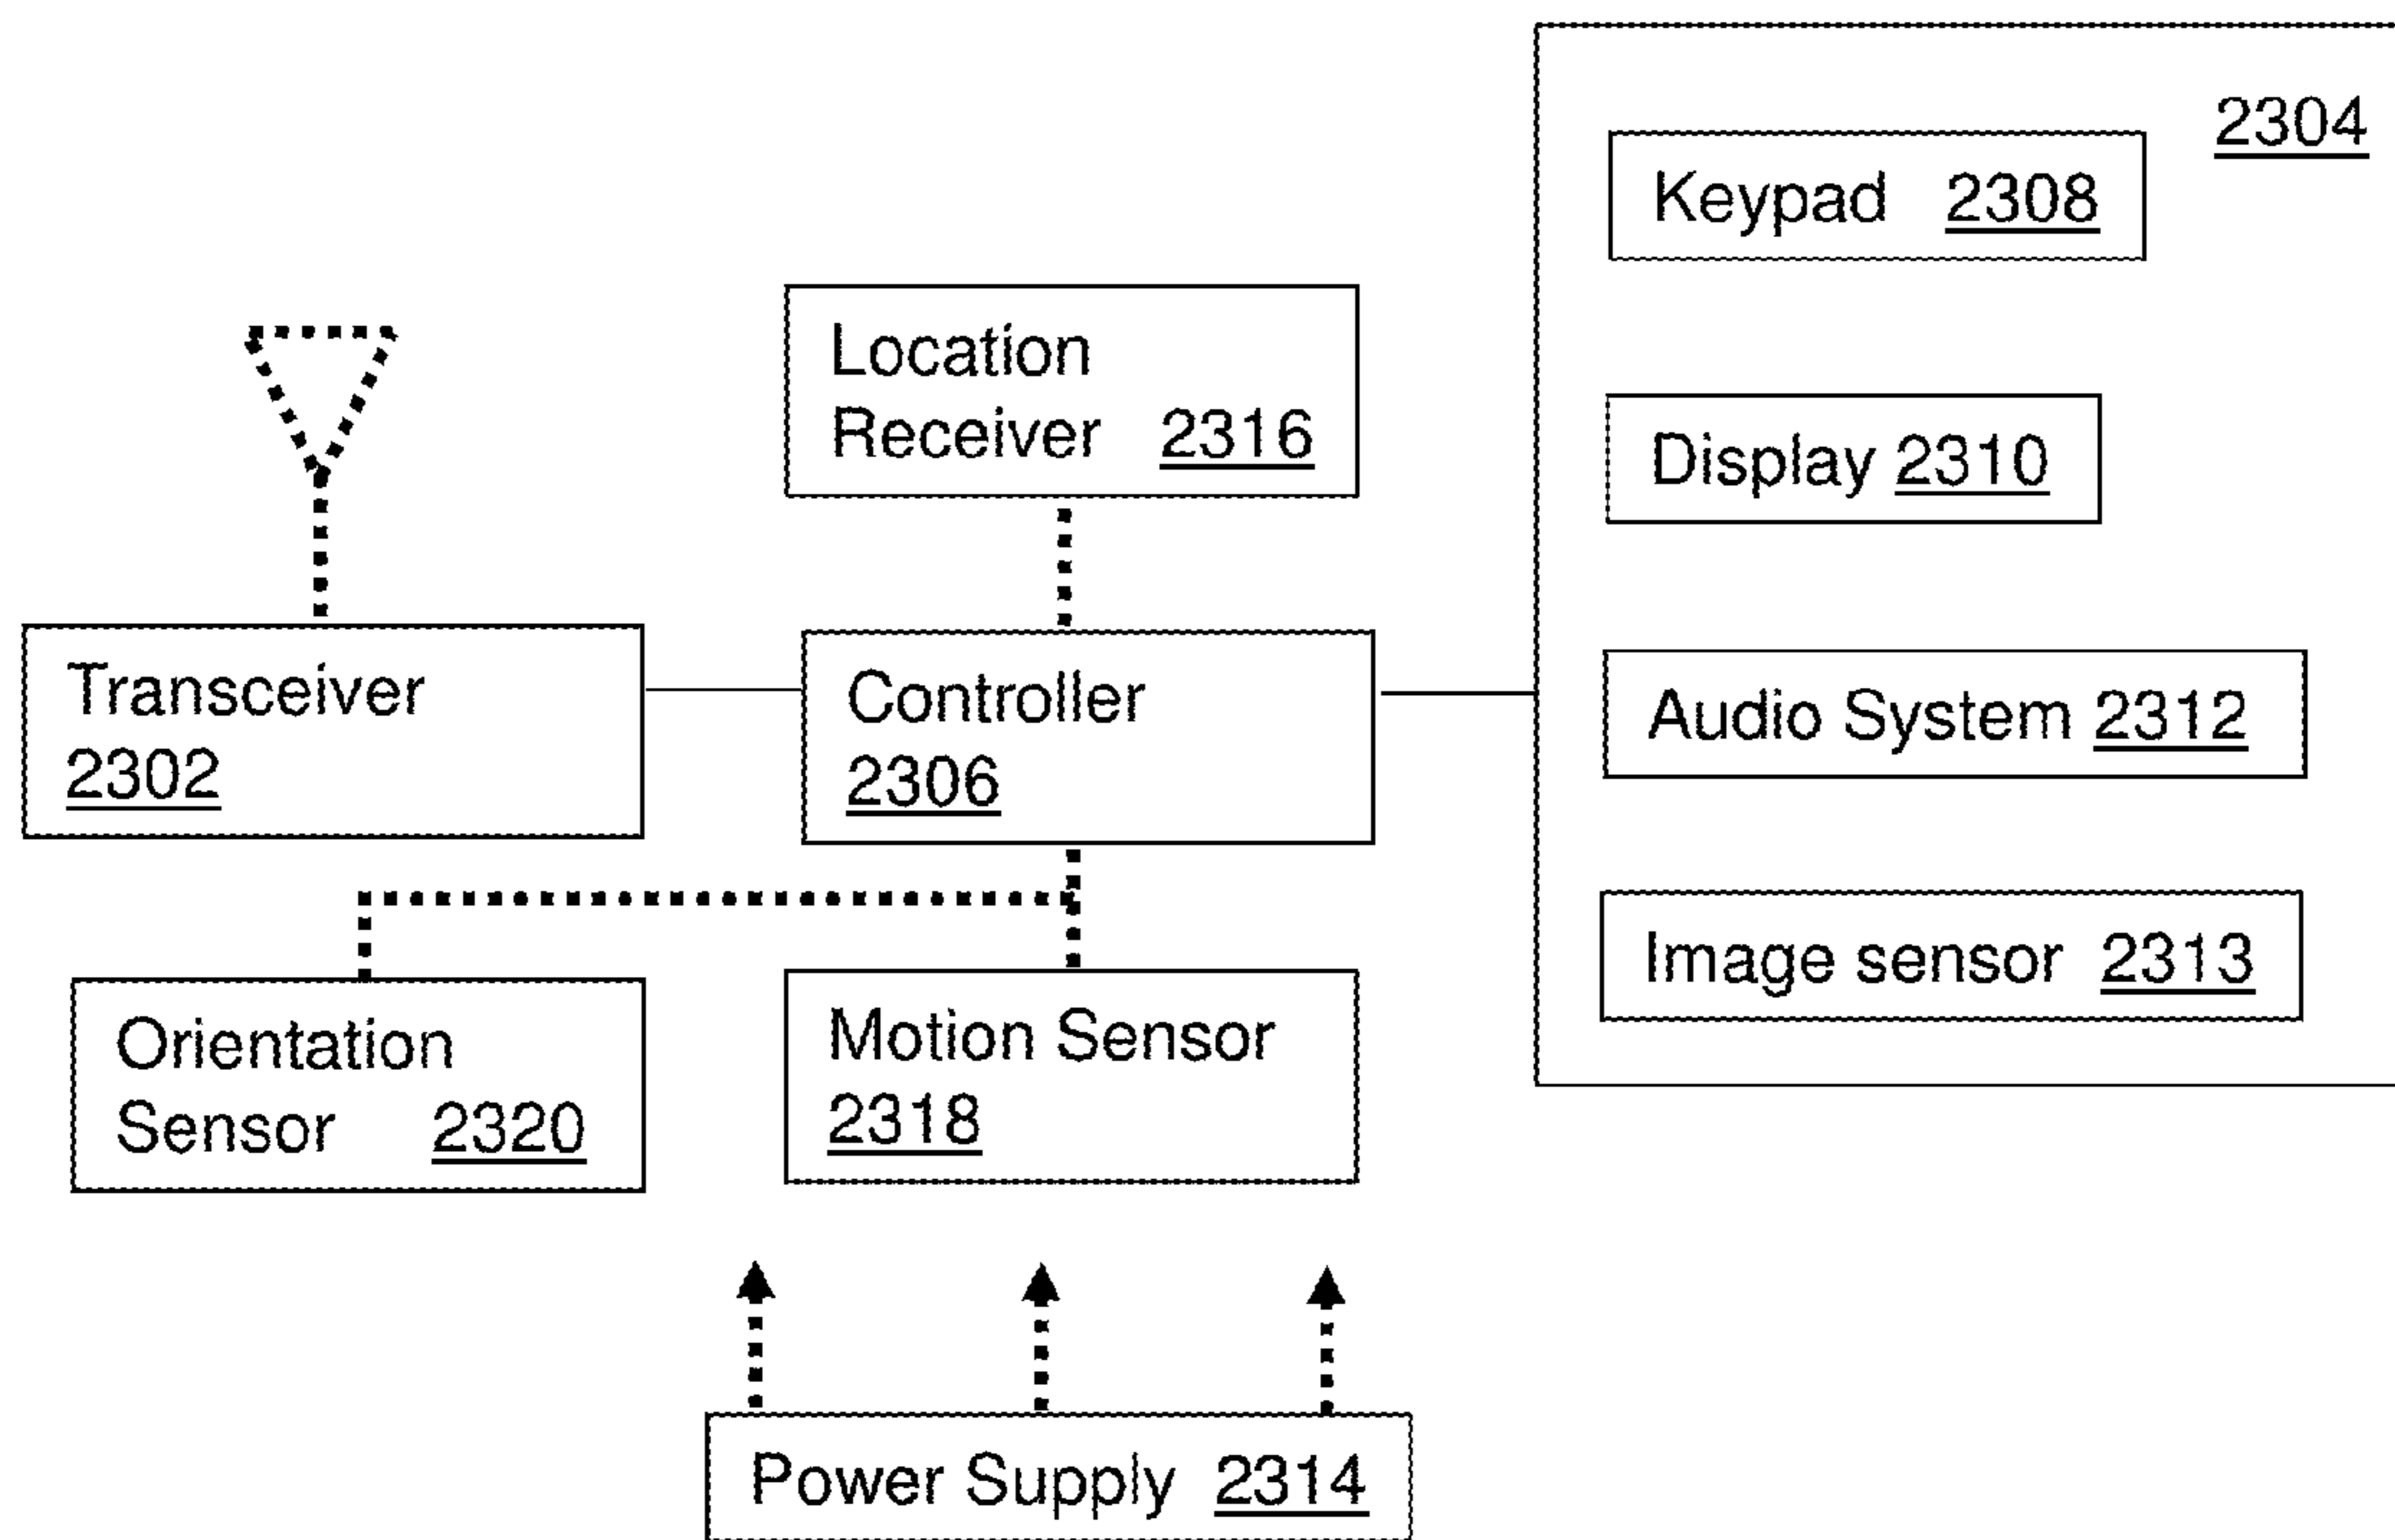 2304
Keypad 2308
Location
Receiver 2316
Display 2310
Transceiver
2302
Controller
2306
Audio System 2312
Image sensor 2313
Orientation
Sensor 2320
Motion Sensor
2318
Power Supply 2314